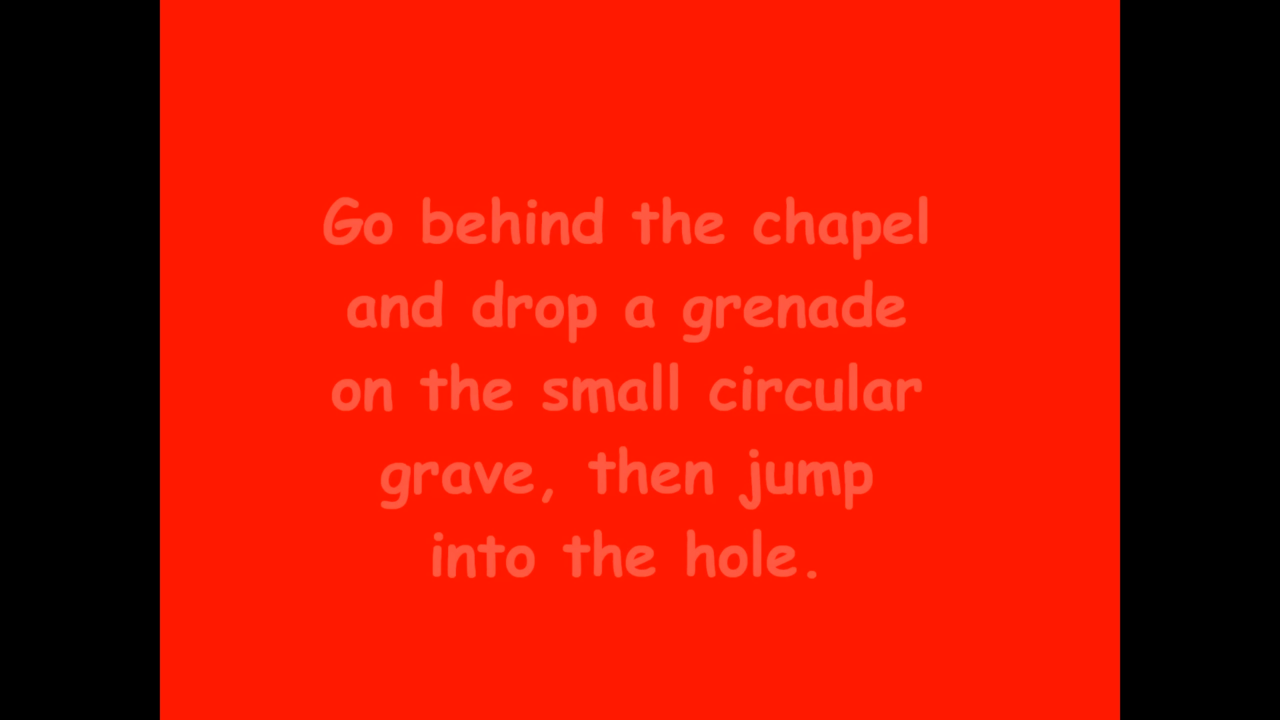 Go behind the chapel
and drop a grenade
on the small circular
grave, then jump
into the hole.